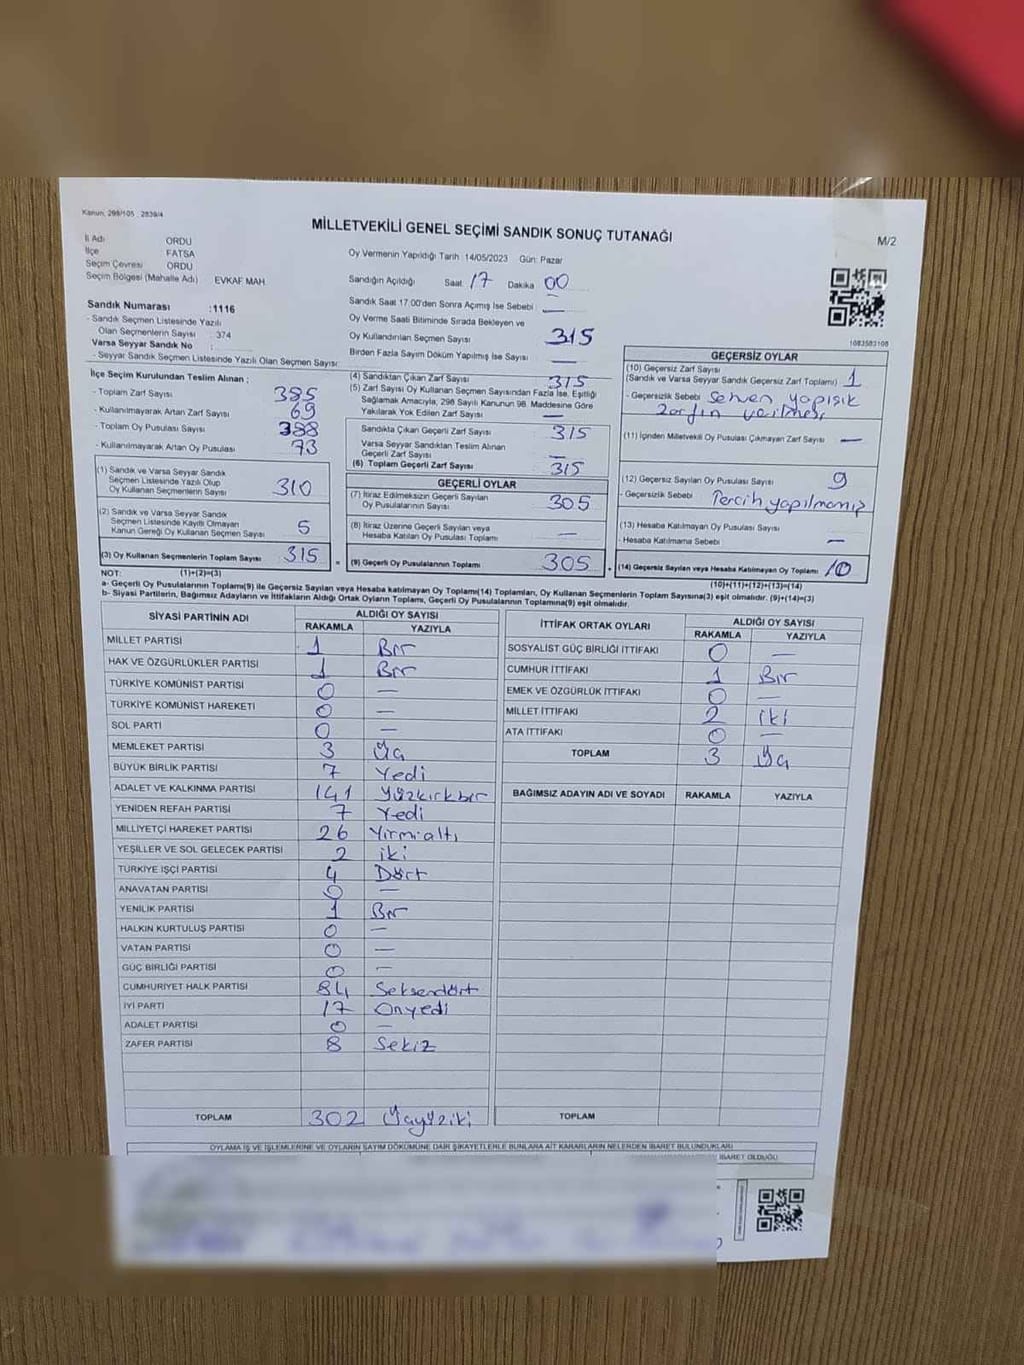 Kanun, 298/105 , 2839/4
MİLLETVEKİLİ GENEL SEÇİMİ SANDIK SONUÇ TUTANAĞI
M/2
İl Adı ORDU
İlçe FATSA
Seçim Çevresi ORDU
Seçim Bölgesi (Mahalle Adı) EVKAF MAH.
Sandık Numarası :1116
- Sandık Seçmen Listesinde Yazılı
Olan Seçmenlerin Sayısı : 374
Varsa Seyyar Sandık No :
- Seyyar Sandık Seçmen Listesinde Yazılı Olan Seçmen Sayısı:
Oy Vermenin Yapıldığı Tarih :14/05/2023 Gün: Pazar
Sandığın Açıldığı Saat 17 Dakika 00
Sandık Saat 17.00'den Sonra Açımış İse Sebebi : —
Oy Verme Saati Bitiminde Sırada Bekleyen ve
Oy Kullandırılan Seçmen Sayısı 315
Birden Fazla Sayım Döküm Yapılmış İse Sayısı —
1083583108
İlçe Seçim Kurulundan Teslim Alınan ;
- Toplam Zarf Sayısı 385
- Kullanılmayarak Artan Zarf Sayısı 69
- Toplam Oy Pusulası Sayısı 388
- Kullanılmayarak Artan Oy Pusulası 73
(1) Sandık ve Varsa Seyyar Sandık
Seçmen Listesinde Yazılı Olup
Oy Kullanan Seçmenlerin Sayısı 310
(2) Sandık ve Varsa Seyyar Sandık
Seçmen Listesinde Kayıtlı Olmayan
Kanun Gereği Oy Kullanan Seçmen Sayısı 5
(3) Oy Kullanan Seçmenlerin Toplam Sayısı 315
(4) Sandıktan Çıkan Zarf Sayısı 315
(5) Zarf Sayısı Oy Kullanan Seçmen Sayısından Fazla İse, Eşitliği
Sağlamak Amacıyla, 298 Sayılı Kanunun 98. Maddesine Göre
Yakılarak Yok Edilen Zarf Sayısı —
Sandıkta Çıkan Geçerli Zarf Sayısı 315
Varsa Seyyar Sandıktan Teslim Alınan
Geçerli Zarf Sayısı —
(6) Toplam Geçerli Zarf Sayısı 315
GEÇERLİ OYLAR
(7) İtiraz Edilmeksizin Geçerli Sayılan
Oy Pusulalarının Sayısı 305
(8) İtiraz Üzerine Geçerli Sayılan veya
Hesaba Katılan Oy Pusulası Toplamı —
(9) Geçerli Oy Pusulalarının Toplamı 305
GEÇERSİZ OYLAR
(10) Geçersiz Zarf Sayısı
(Sandık ve Varsa Seyyar Sandık Geçersiz Zarf Toplamı) 1
- Geçersizlik Sebebi Sehven yapışık
zarfın verilmesi
(11) İçinden Milletvekili Oy Pusulası Çıkmayan Zarf Sayısı —
(12) Geçersiz Sayılan Oy Pusulası Sayısı 9
- Geçersizlik Sebebi Tercih yapılmamış
(13) Hesaba Katılmayan Oy Pusulası Sayısı
- Hesaba Katılmama Sebebi —
(14) Geçersiz Sayılan veya Hesaba Katılmayan Oy Toplamı 10
NOT: (1)+(2)=(3)
(10)+(11)+(12)+(13)=(14)
a- Geçerli Oy Pusulalarının Toplamı(9) ile Geçersiz Sayılan veya Hesaba katılmayan Oy Toplamı(14) Toplamları, Oy Kullanan Seçmenlerin Toplam Sayısına(3) eşit olmalıdır. (9)+(14)=(3)
b- Siyasi Partilerin, Bağımsız Adayların ve İttifakların Aldığı Ortak Oyların Toplamı, Geçerli Oy Pusulalarının Toplamına(9) eşit olmalıdır.
SİYASİ PARTİNİN ADI ALDIĞI OY SAYISI
RAKAMLA YAZIYLA
MİLLET PARTİSİ 1 Bir
HAK VE ÖZGÜRLÜKLER PARTİSİ 1 Bir
TÜRKİYE KOMÜNİST PARTİSİ 0 —
TÜRKİYE KOMÜNİST HAREKETİ 0 —
SOL PARTİ 0 —
MEMLEKET PARTİSİ 3 Üç
BÜYÜK BİRLİK PARTİSİ 7 Yedi
ADALET VE KALKINMA PARTİSİ 141 Yüzkırkbir
YENİDEN REFAH PARTİSİ 7 Yedi
MİLLİYETÇİ HAREKET PARTİSİ 26 Yirmialtı
YEŞİLLER VE SOL GELECEK PARTİSİ 2 iki
TÜRKİYE İŞÇİ PARTİSİ 4 Dört
ANAVATAN PARTİSİ 0 —
YENİLİK PARTİSİ 1 Bir
HALKIN KURTULUŞ PARTİSİ 0 —
VATAN PARTİSİ 0 —
GÜÇ BİRLİĞİ PARTİSİ 0 —
CUMHURİYET HALK PARTİSİ 84 Seksendört
İYİ PARTİ 17 Onyedi
ADALET PARTİSİ 0 —
ZAFER PARTİSİ 8 Sekiz
TOPLAM 302 Üçyüziki
İTTİFAK ORTAK OYLARI ALDIĞI OY SAYISI
RAKAMLA YAZIYLA
SOSYALİST GÜÇ BİRLİĞİ İTTİFAKI 0 —
CUMHUR İTTİFAKI 1 Bir
EMEK VE ÖZGÜRLÜK İTTİFAKI 0 —
MİLLET İTTİFAKI 2 iki
ATA İTTİFAKI 0 —
TOPLAM 3 Üç
BAĞIMSIZ ADAYIN ADI VE SOYADI RAKAMLA YAZIYLA
TOPLAM
OYLAMA İŞ VE İŞLEMLERİNE VE OYLARIN SAYIM DÖKÜMÜNE DAİR ŞİKAYETLERLE BUNLARA AİT KARARLARIN NELERDEN İBARET BULUNDUKLARI
İBARET OLDUĞU